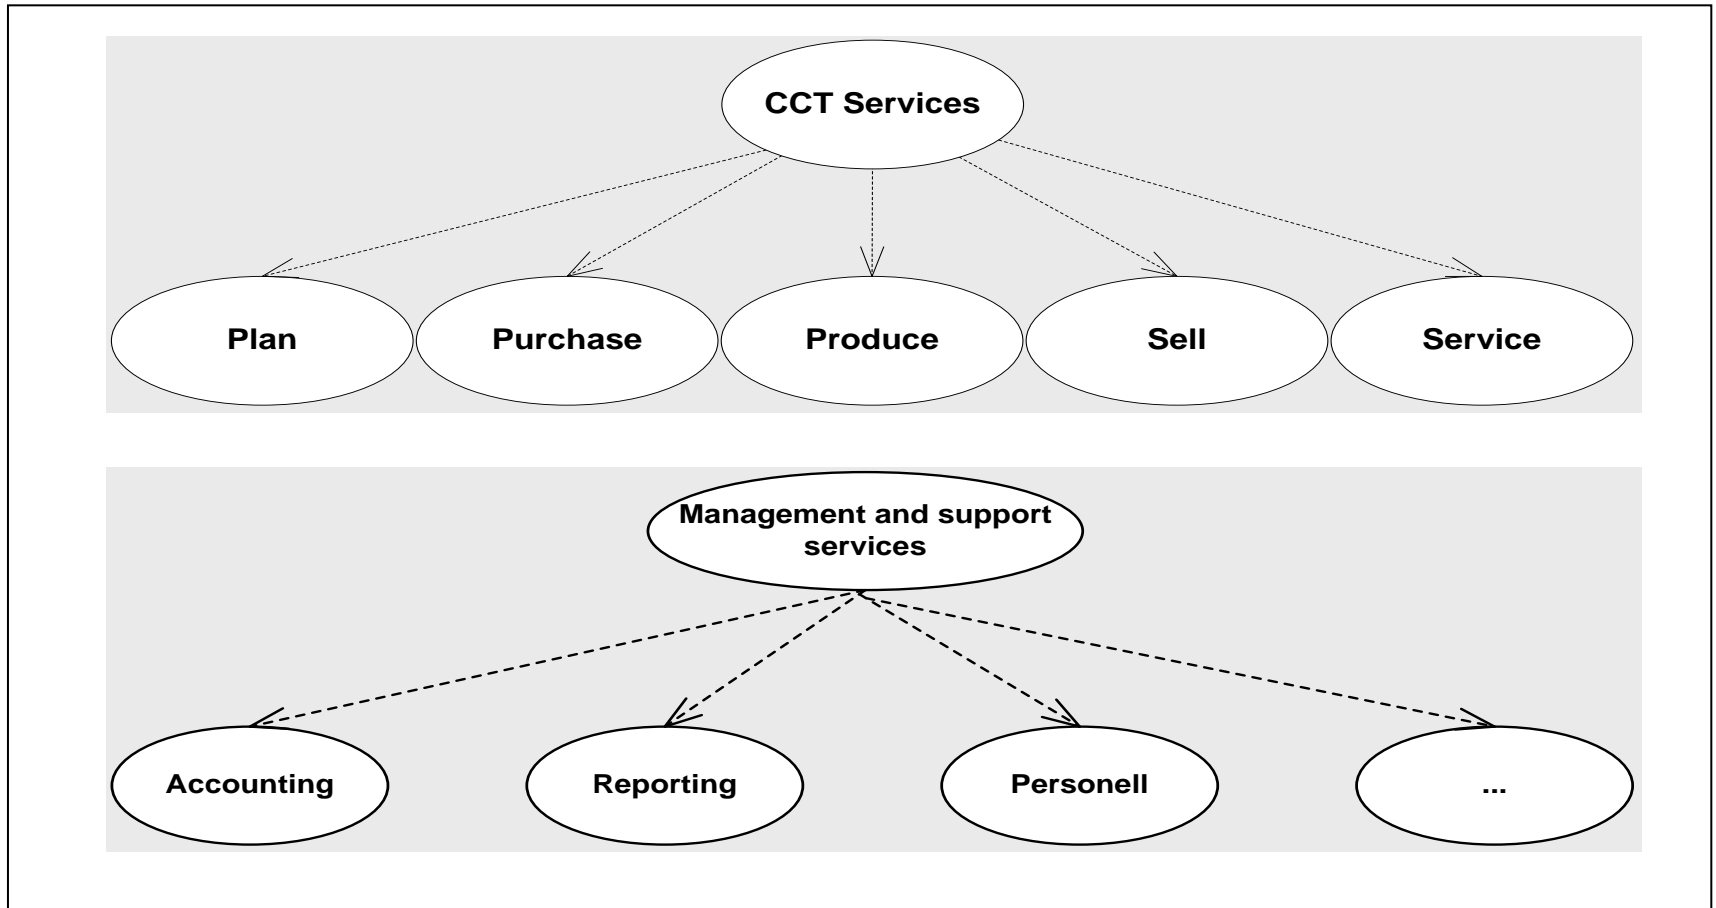 CCT Services
Plan
Purchase
Produce
Sell
Service
Management and support
services
Accounting
Reporting
Personell
...